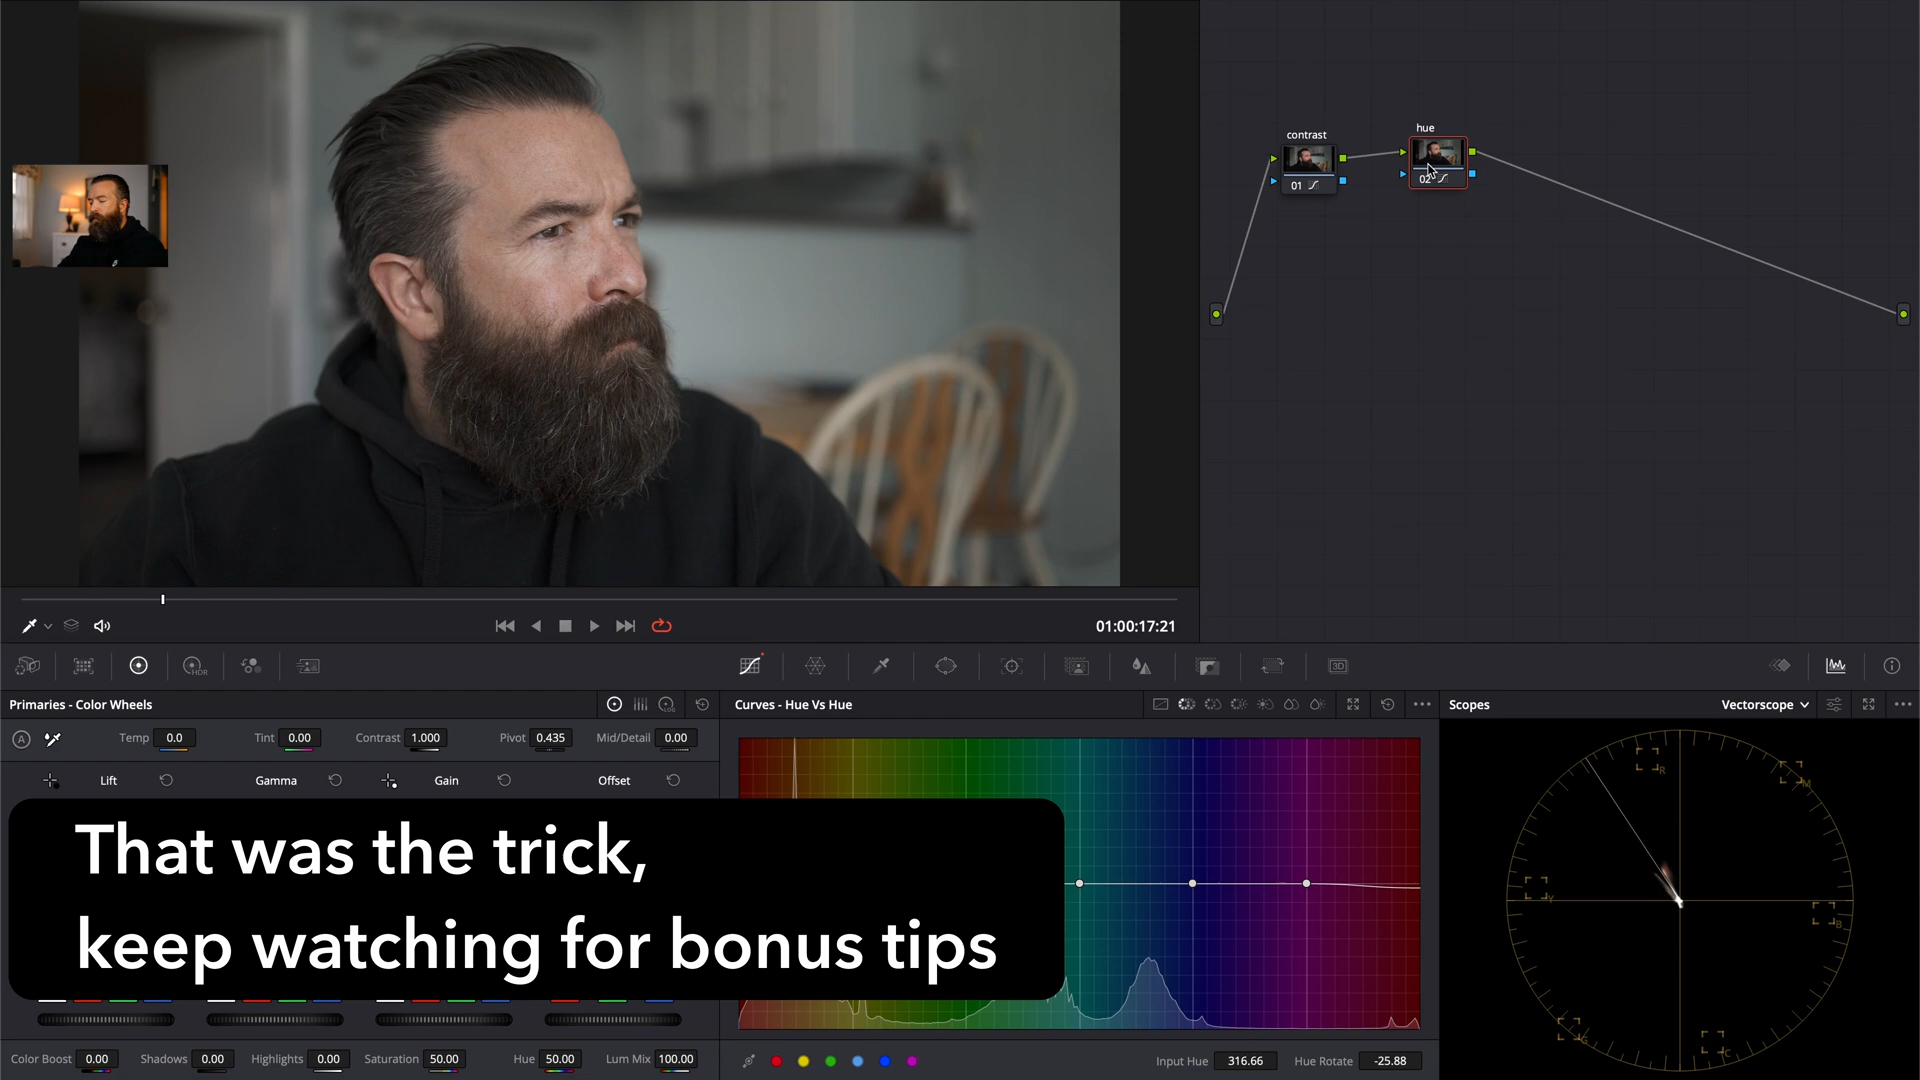 contrast
hue
01
02
01:00:17:21
HDR
3D
Primaries - Color Wheels
LOG
Curves - Hue Vs Hue
Scopes
Vectorscope
A
Temp 0.0 Tint 0.00 Contrast 1.000 Pivot 0.435 Mid/Detail 0.00
Lift Gamma Gain Offset
That was the trick,
keep watching for bonus tips
R
M
Y
B
G
C
Color Boost 0.00 Shadows 0.00 Highlights 0.00 Saturation 50.00 Hue 50.00 Lum Mix 100.00
Input Hue 316.66 Hue Rotate -25.88